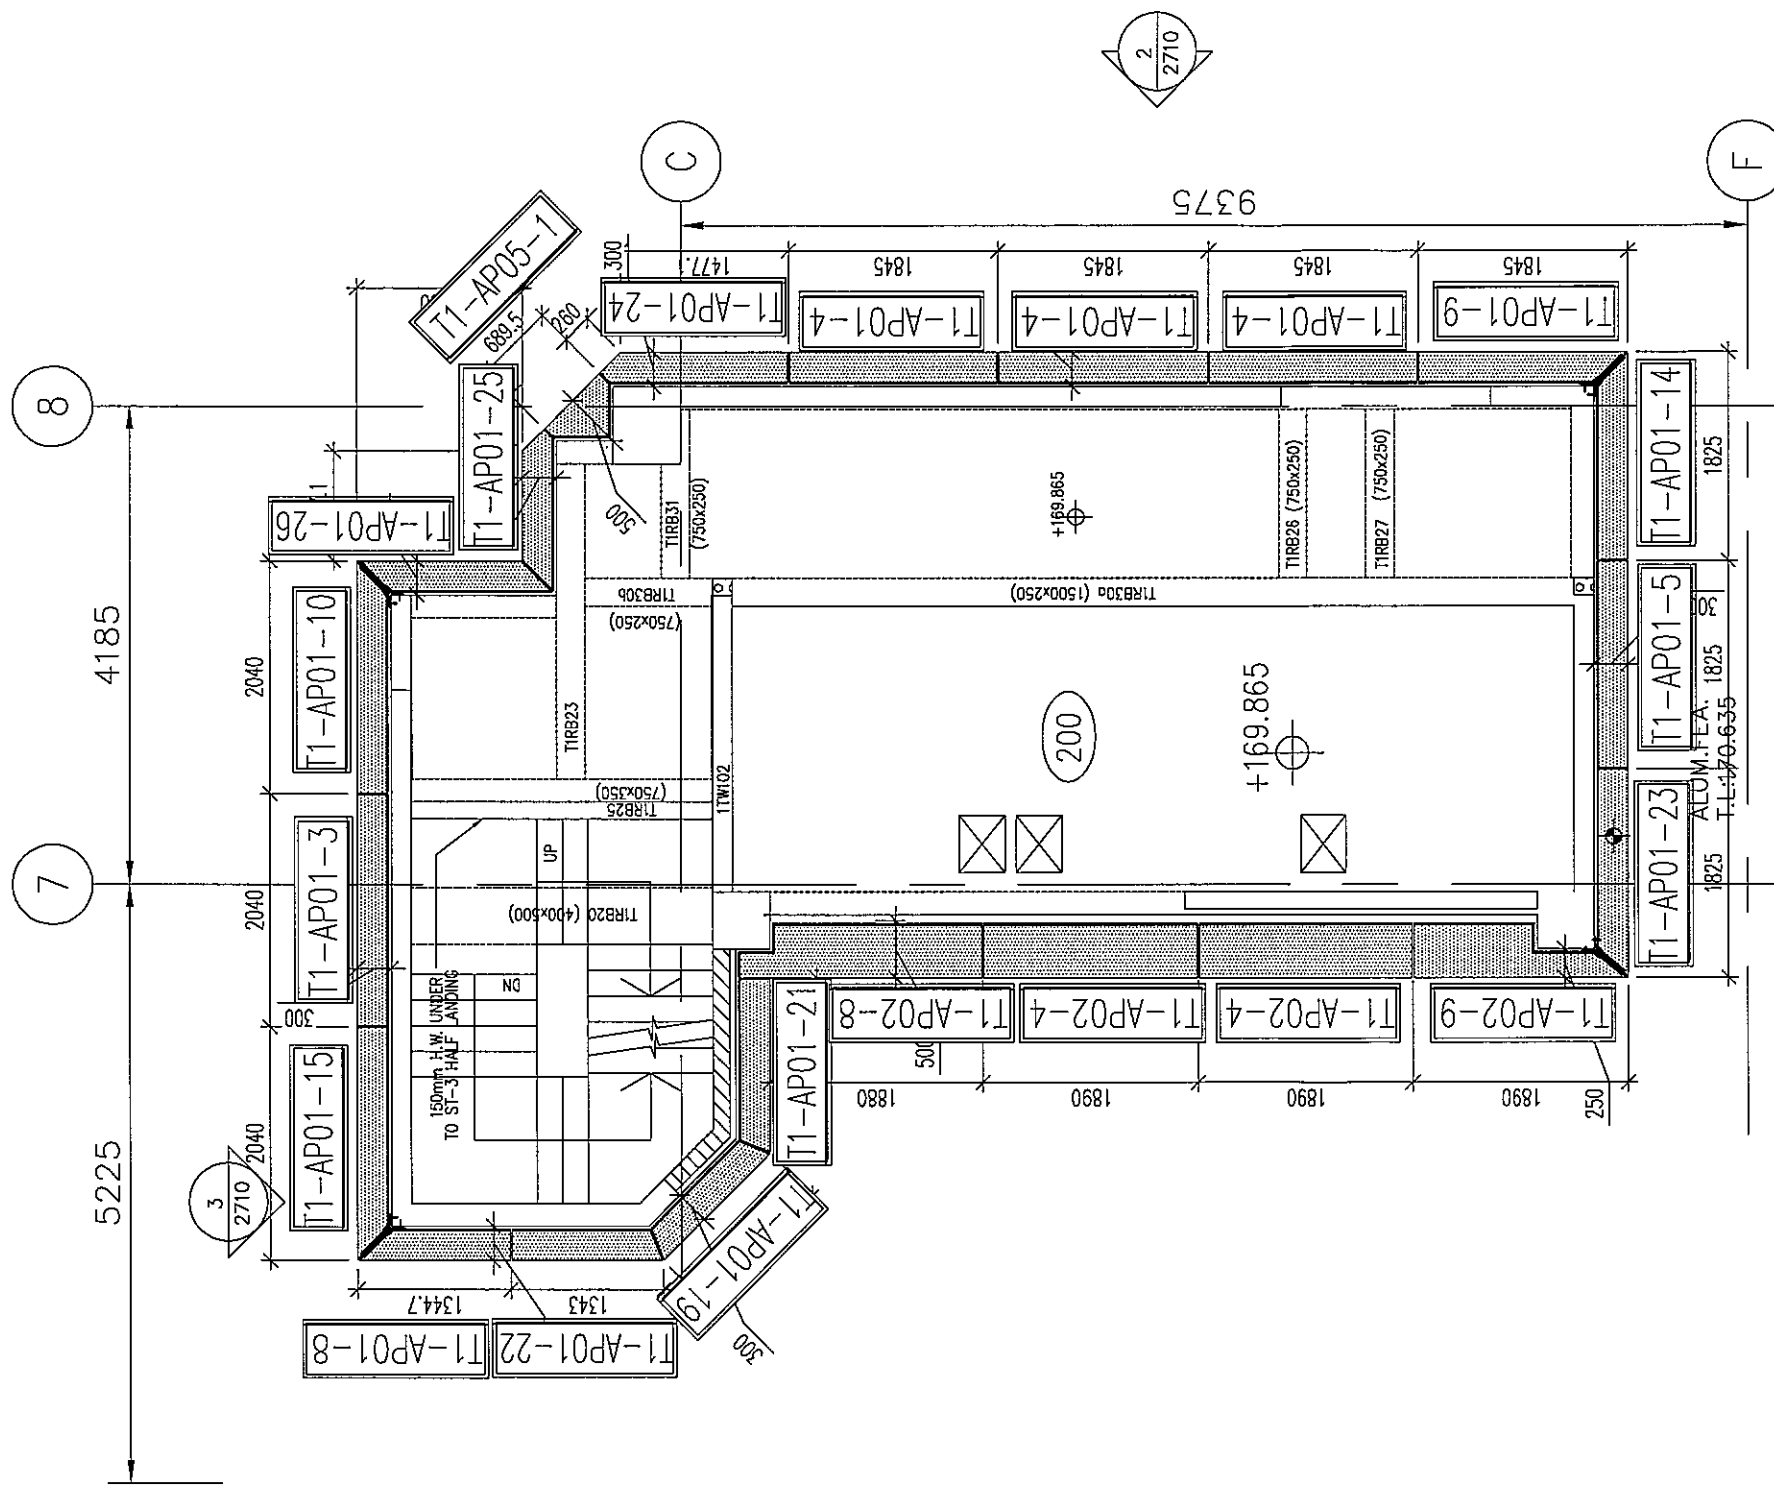 2
2710
C
F
9375
8
7
4185
5225
T1-AP05-1
689.5
260
300
1477.
1845
1845
1845
1845
T1-AP01-24
T1-AP01-4
T1-AP01-4
T1-AP01-4
T1-AP01-9
T1-AP01-25
T1-AP01-26
500
T1RB31
(750x250)
+169.865
T1RB26 (750x250)
T1RB27 (750x250)
T1-AP01-14
1825
T1-AP01-10
2040
T1RB30b
(750x250)
T1RB30a (1500x250)
T1RB23
T1-AP01-5
1825
ALUM.FEA.
T.L.170.635
T1-AP01-3
2040
300
(750x350)
T1RB25
1TW102
200
+169.865
T1-AP01-23
1825
UP
T1RB20 (400x500)
DN
150mm H.W. UNDER
TO ST-3 HALF LANDING
T1-AP01-15
2040
3
2710
T1-AP01-21
T1-AP02-8
T1-AP02-4
T1-AP02-4
T1-AP02-9
500
1880
1890
1890
1890
250
1344.7
1343
T1-AP01-8
T1-AP01-22
T1-AP01-19
300